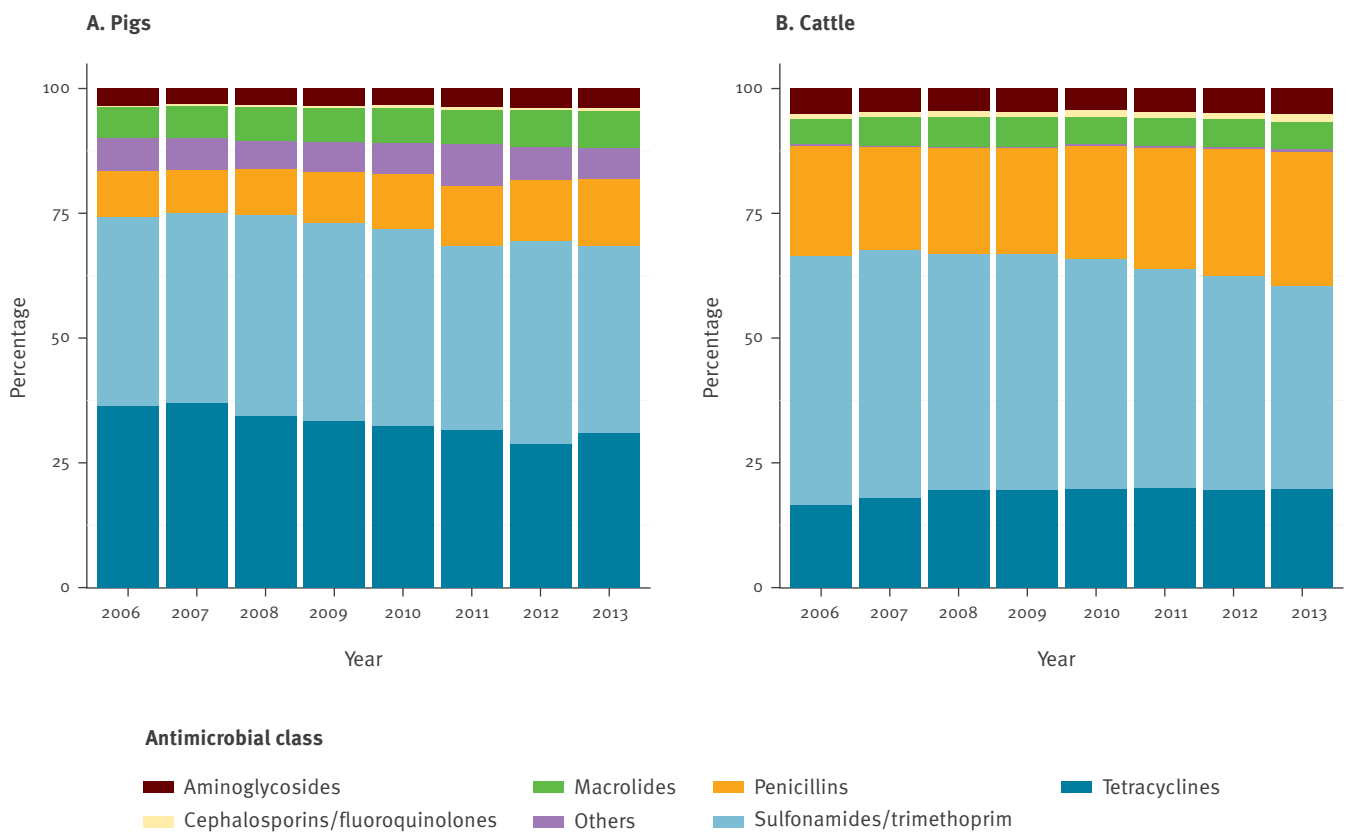 A. Pigs
100
75
50
25
0
Percentage
2006 2007 2008 2009 2010 2011 2012 2013
Year
B. Cattle
100
75
50
25
0
Percentage
2006 2007 2008 2009 2010 2011 2012 2013
Year
Antimicrobial class
Aminoglycosides Macrolides Penicillins Tetracyclines
Cephalosporins/fluoroquinolones Others Sulfonamides/trimethoprim